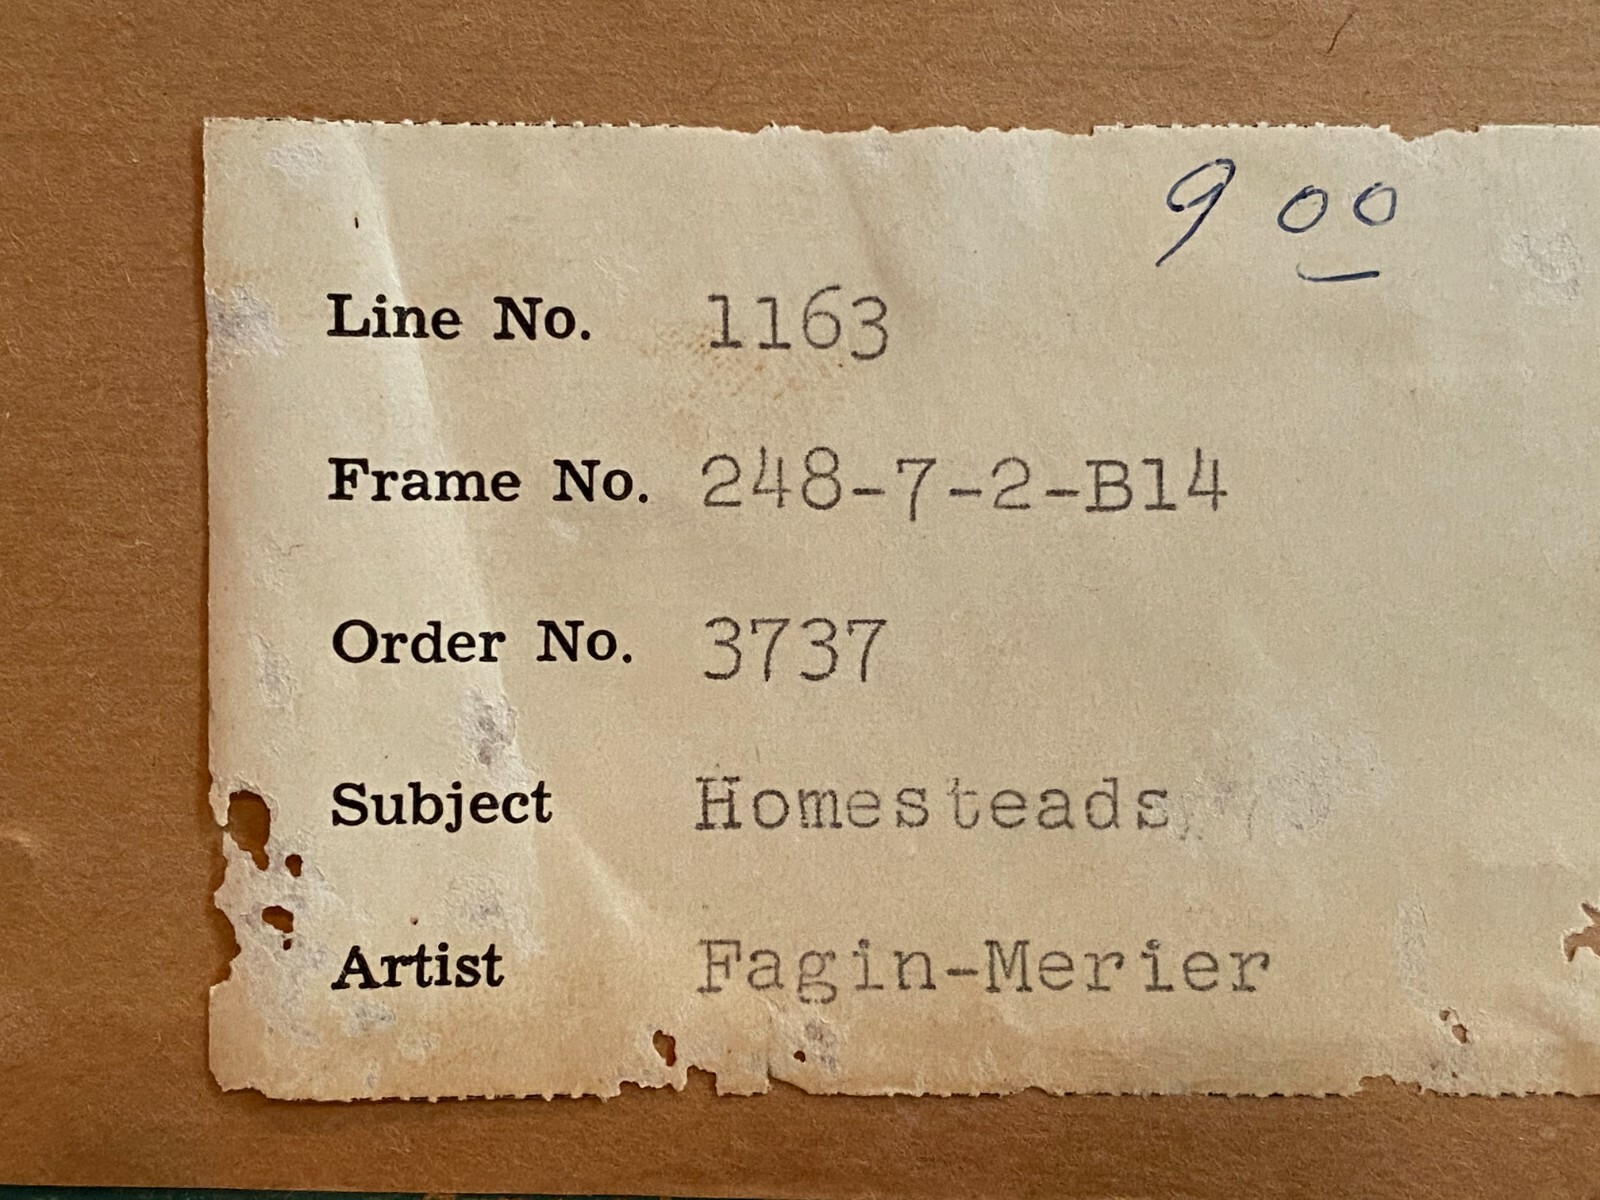 9 00
Line No. 1163
Frame No. 248-7-2-B14
Order No. 3737
Subject Homesteads
Artist Fagin-Merier